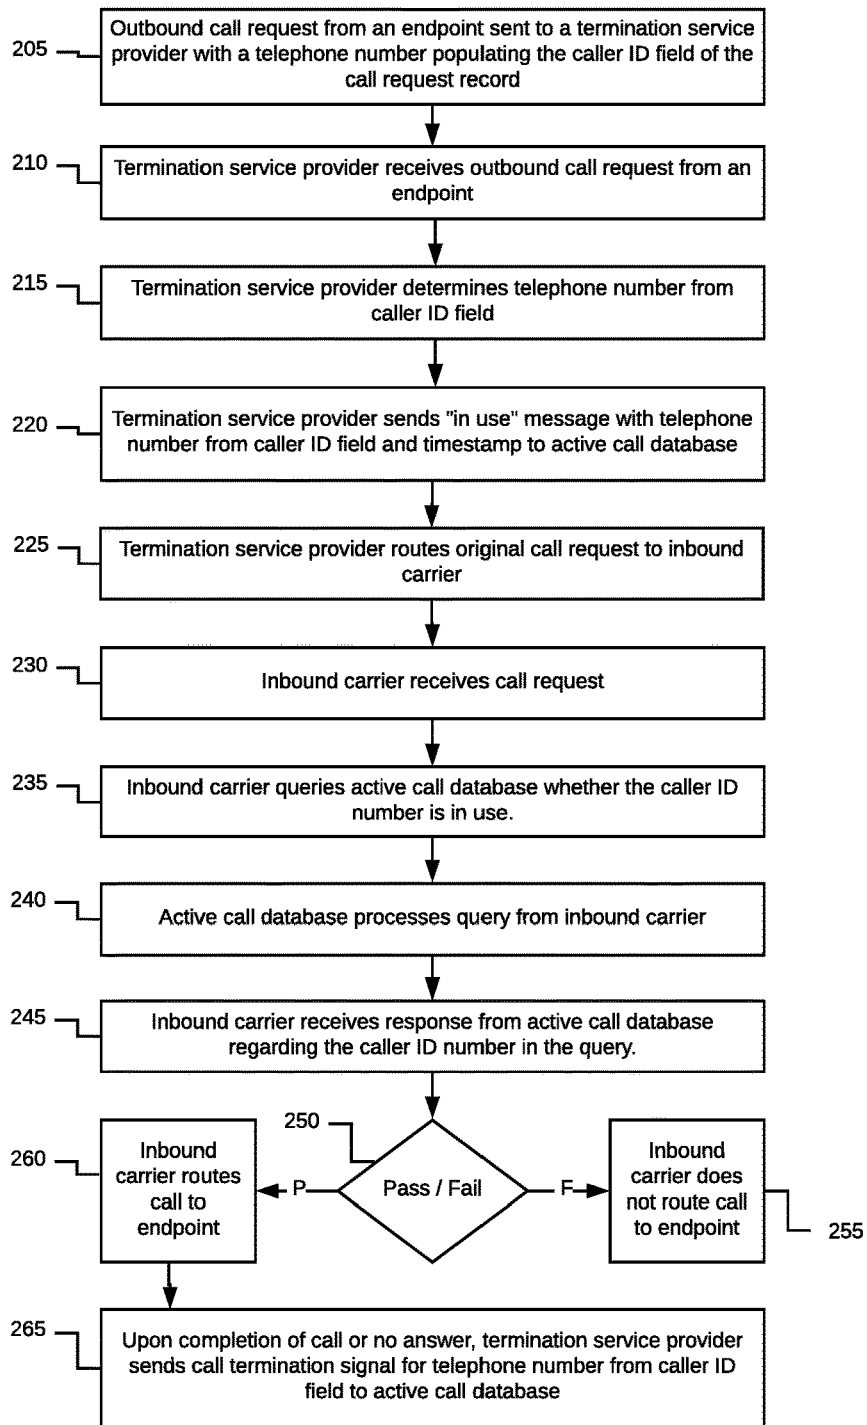 205
Outbound call request from an endpoint sent to a termination service
provider with a telephone number populating the caller ID field of the
call request record
210
Termination service provider receives outbound call request from an
endpoint
215
Termination service provider determines telephone number from
caller ID field
220
Termination service provider sends "in use" message with telephone
number from caller ID field and timestamp to active call database
225
Termination service provider routes original call request to inbound
carrier
230
Inbound carrier receives call request
235
Inbound carrier queries active call database whether the caller ID
number is in use.
240
Active call database processes query from inbound carrier
245
Inbound carrier receives response from active call database
regarding the caller ID number in the query.
250
Pass / Fail
P
F
260
Inbound
carrier routes
call to
endpoint
Inbound
carrier does
not route call
to endpoint
255
265
Upon completion of call or no answer, termination service provider
sends call termination signal for telephone number from caller ID
field to active call database